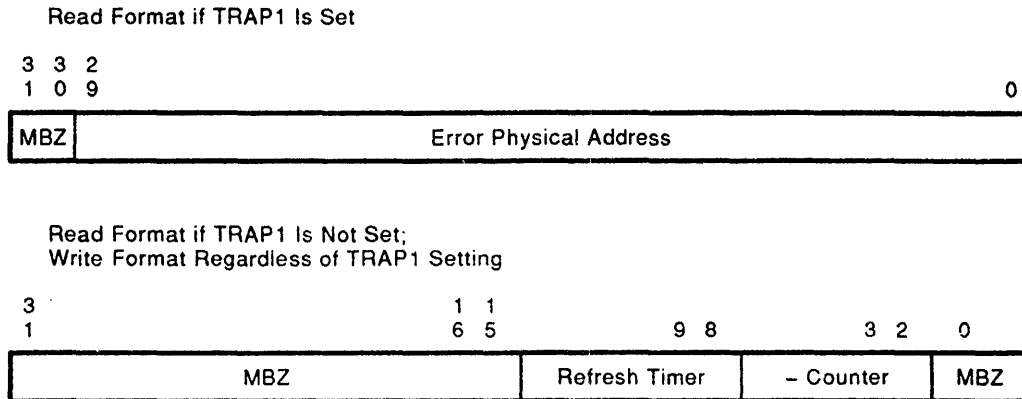 Read Format if TRAP1 Is Set
3 3 2
1 0 9 0
MBZ Error Physical Address
Read Format if TRAP1 Is Not Set;
Write Format Regardless of TRAP1 Setting
3 1 1
1 6 5 9 8 3 2 0
MBZ Refresh Timer – Counter MBZ